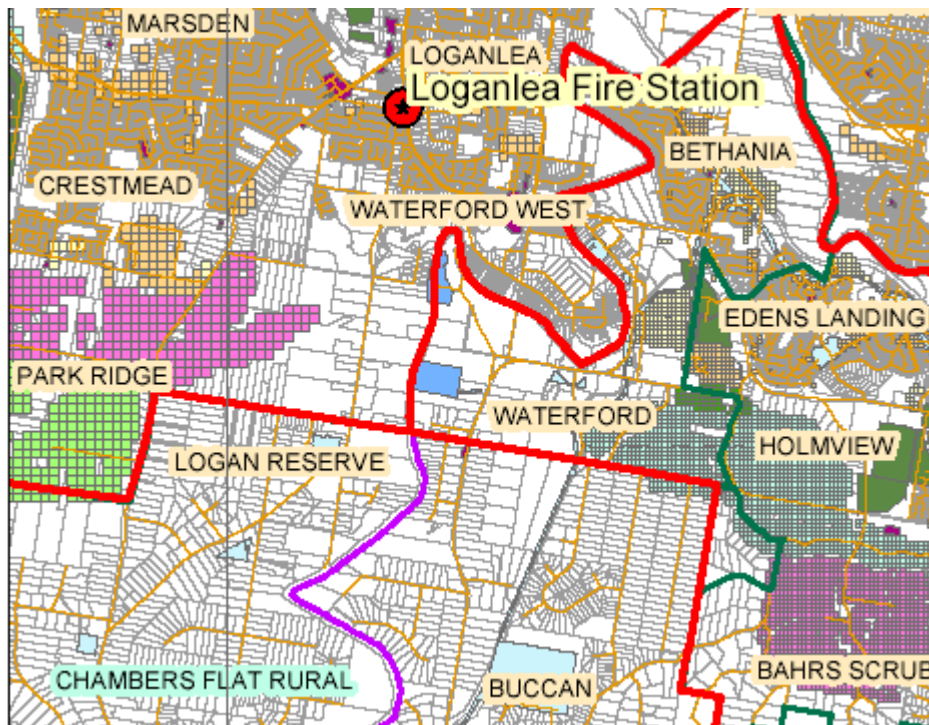 MARSDEN
LOGANLEA
Loganlea Fire Station
BETHANIA
CRESTMEAD
WATERFORD WEST
EDENS LANDING
PARK RIDGE
WATERFORD
HOLMVIEW
LOGAN RESERVE
CHAMBERS FLAT RURAL
BUCCAN
BAHRS SCRUB